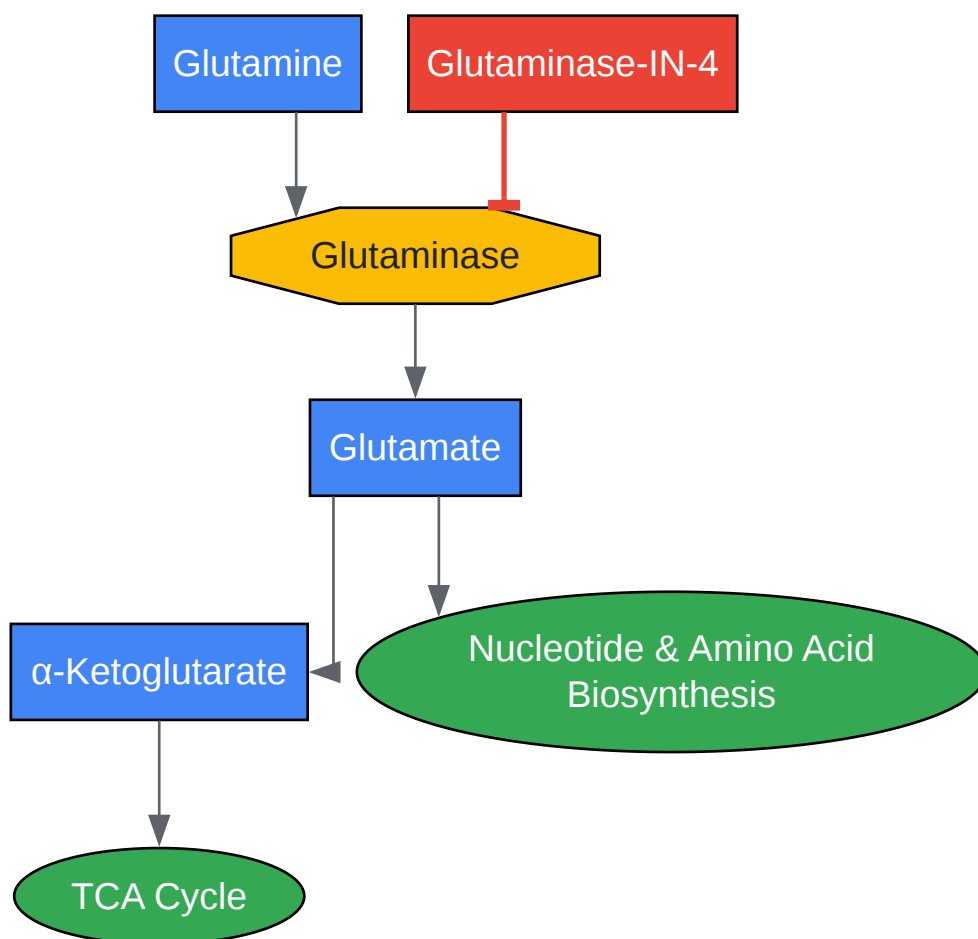 Glutamine
Glutaminase-IN-4
Glutaminase
Glutamate
Nucleotide & Amino Acid
Biosynthesis
α-Ketoglutarate
TCA Cycle